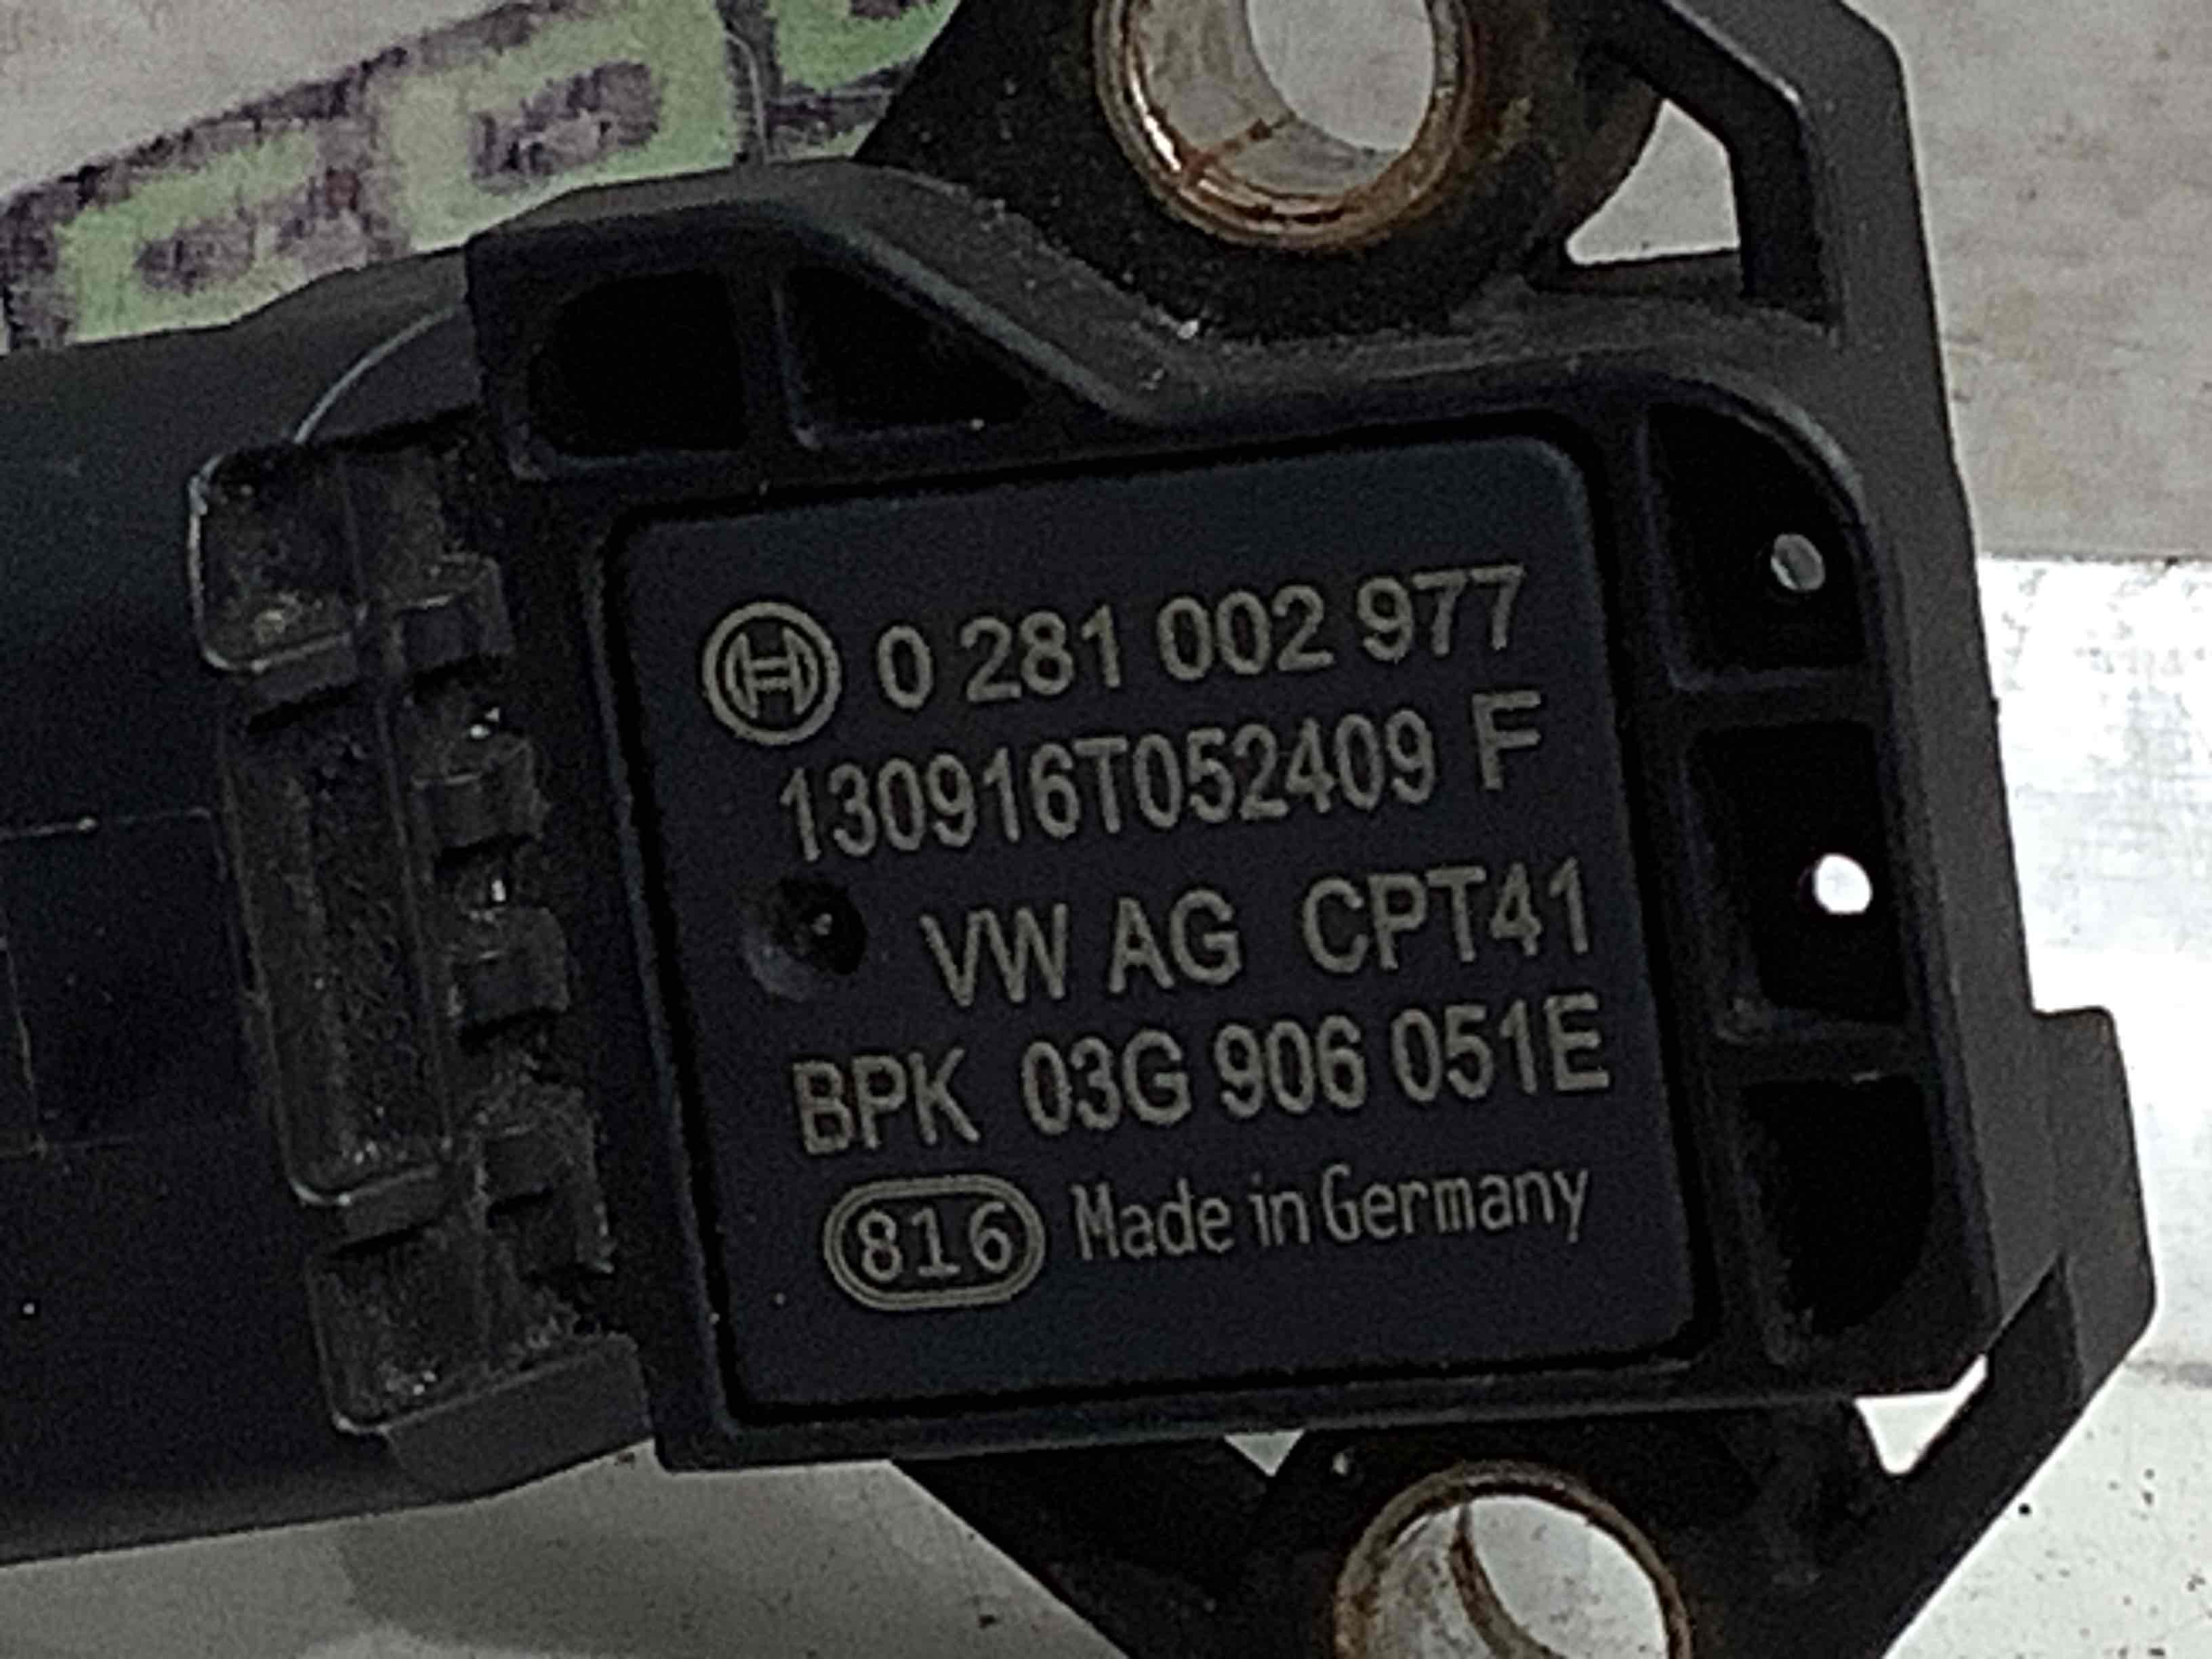 0 281 002 977
130916T052409 F
VW AG CPT41
BPK 03G 906 051E
816 Made in Germany